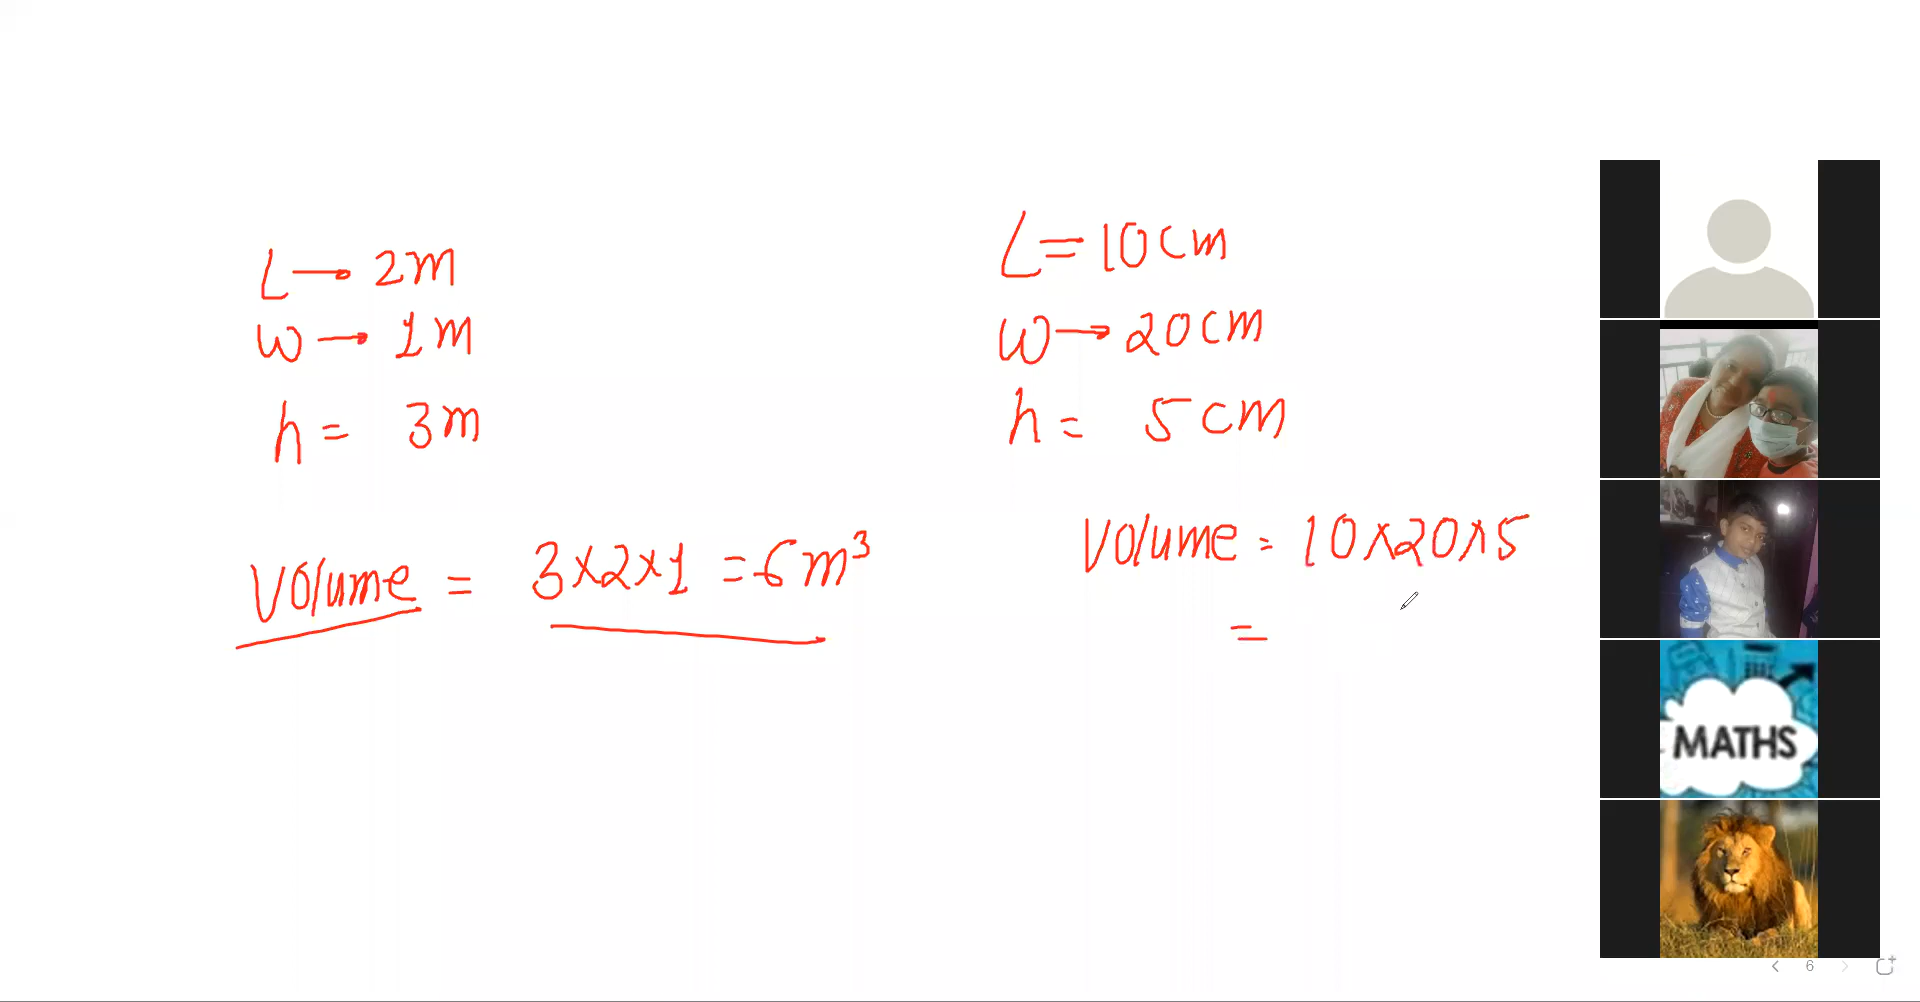 L → 2m
w → 1m
h = 3m
Volume = 3×2×1 = 6m³
L = 10cm
w → 20cm
h = 5cm
Volume = 10×20×5
=
MATHS
6